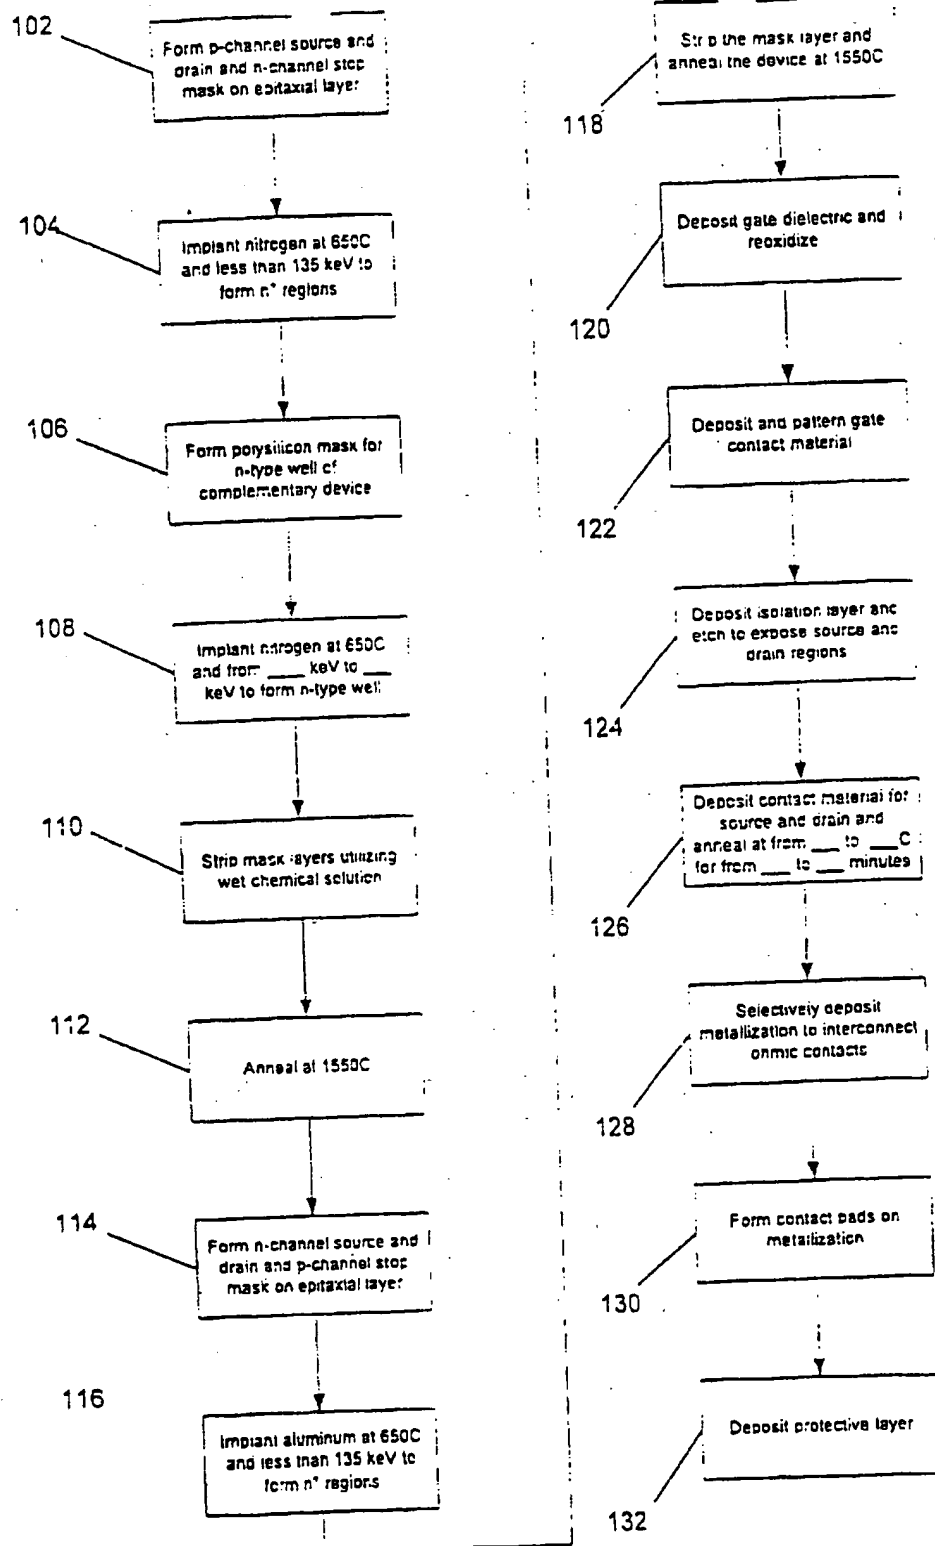 102
Form p-channel source and
drain and n-channel stop
mask on epitaxial layer
104
Implant nitrogen at 650C
and less than 135 keV to
form n+ regions
106
Form polysilicon mask for
n-type well of
complementary device
108
Implant nitrogen at 650C
and from ___ keV to ___
keV to form n-type well
110
Strip mask layers utilizing
wet chemical solution
112
Anneal at 1550C
114
Form n-channel source and
drain and p-channel stop
mask on epitaxial layer
116
Implant aluminum at 650C
and less than 135 keV to
form n+ regions
Strip the mask layer and
anneal the device at 1550C
118
Deposit gate dielectric and
reoxidize
120
Deposit and pattern gate
contact material
122
Deposit isolation layer and
etch to expose source and
drain regions
124
Deposit contact material for
source and drain and
anneal at from ___ to ___C
for from ___ to ___ minutes
126
Selectively deposit
metallization to interconnect
ohmic contacts
128
Form contact pads on
metallization
130
Deposit protective layer
132